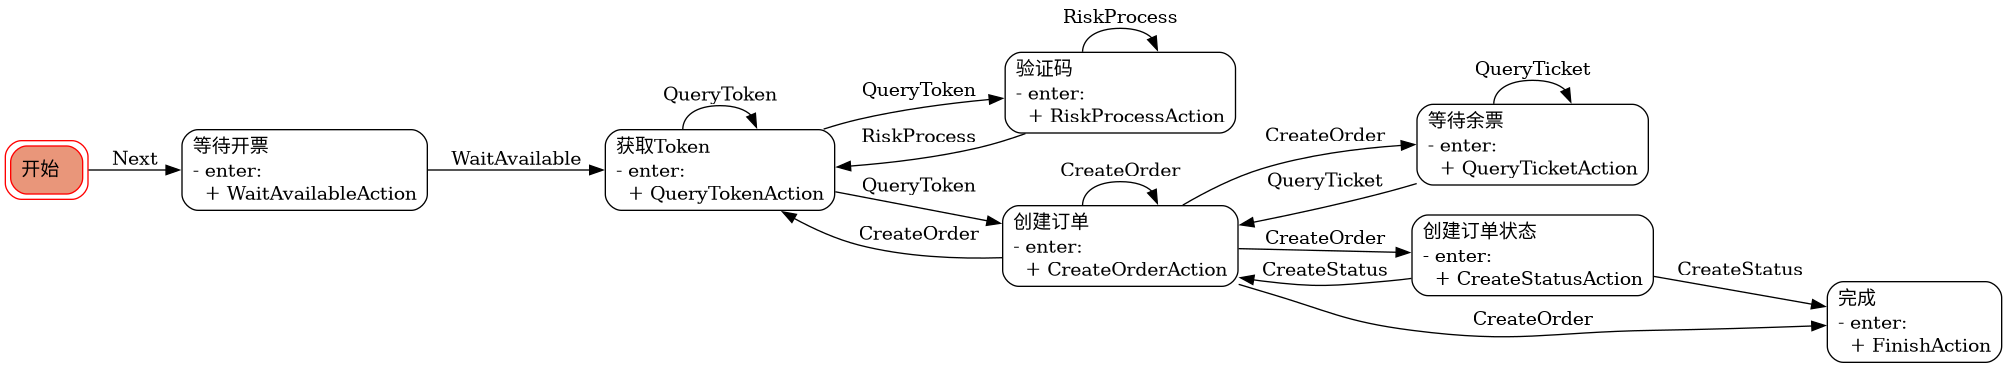 开始
Next
等待开票
- enter:
+ WaitAvailableAction
WaitAvailable
QueryToken
获取Token
- enter:
+ QueryTokenAction
QueryToken
RiskProcess
QueryToken
CreateOrder
RiskProcess
验证码
- enter:
+ RiskProcessAction
CreateOrder
创建订单
- enter:
+ CreateOrderAction
CreateOrder
QueryTicket
CreateOrder
CreateStatus
QueryTicket
等待余票
- enter:
+ QueryTicketAction
创建订单状态
- enter:
+ CreateStatusAction
CreateOrder
CreateStatus
完成
- enter:
+ FinishAction